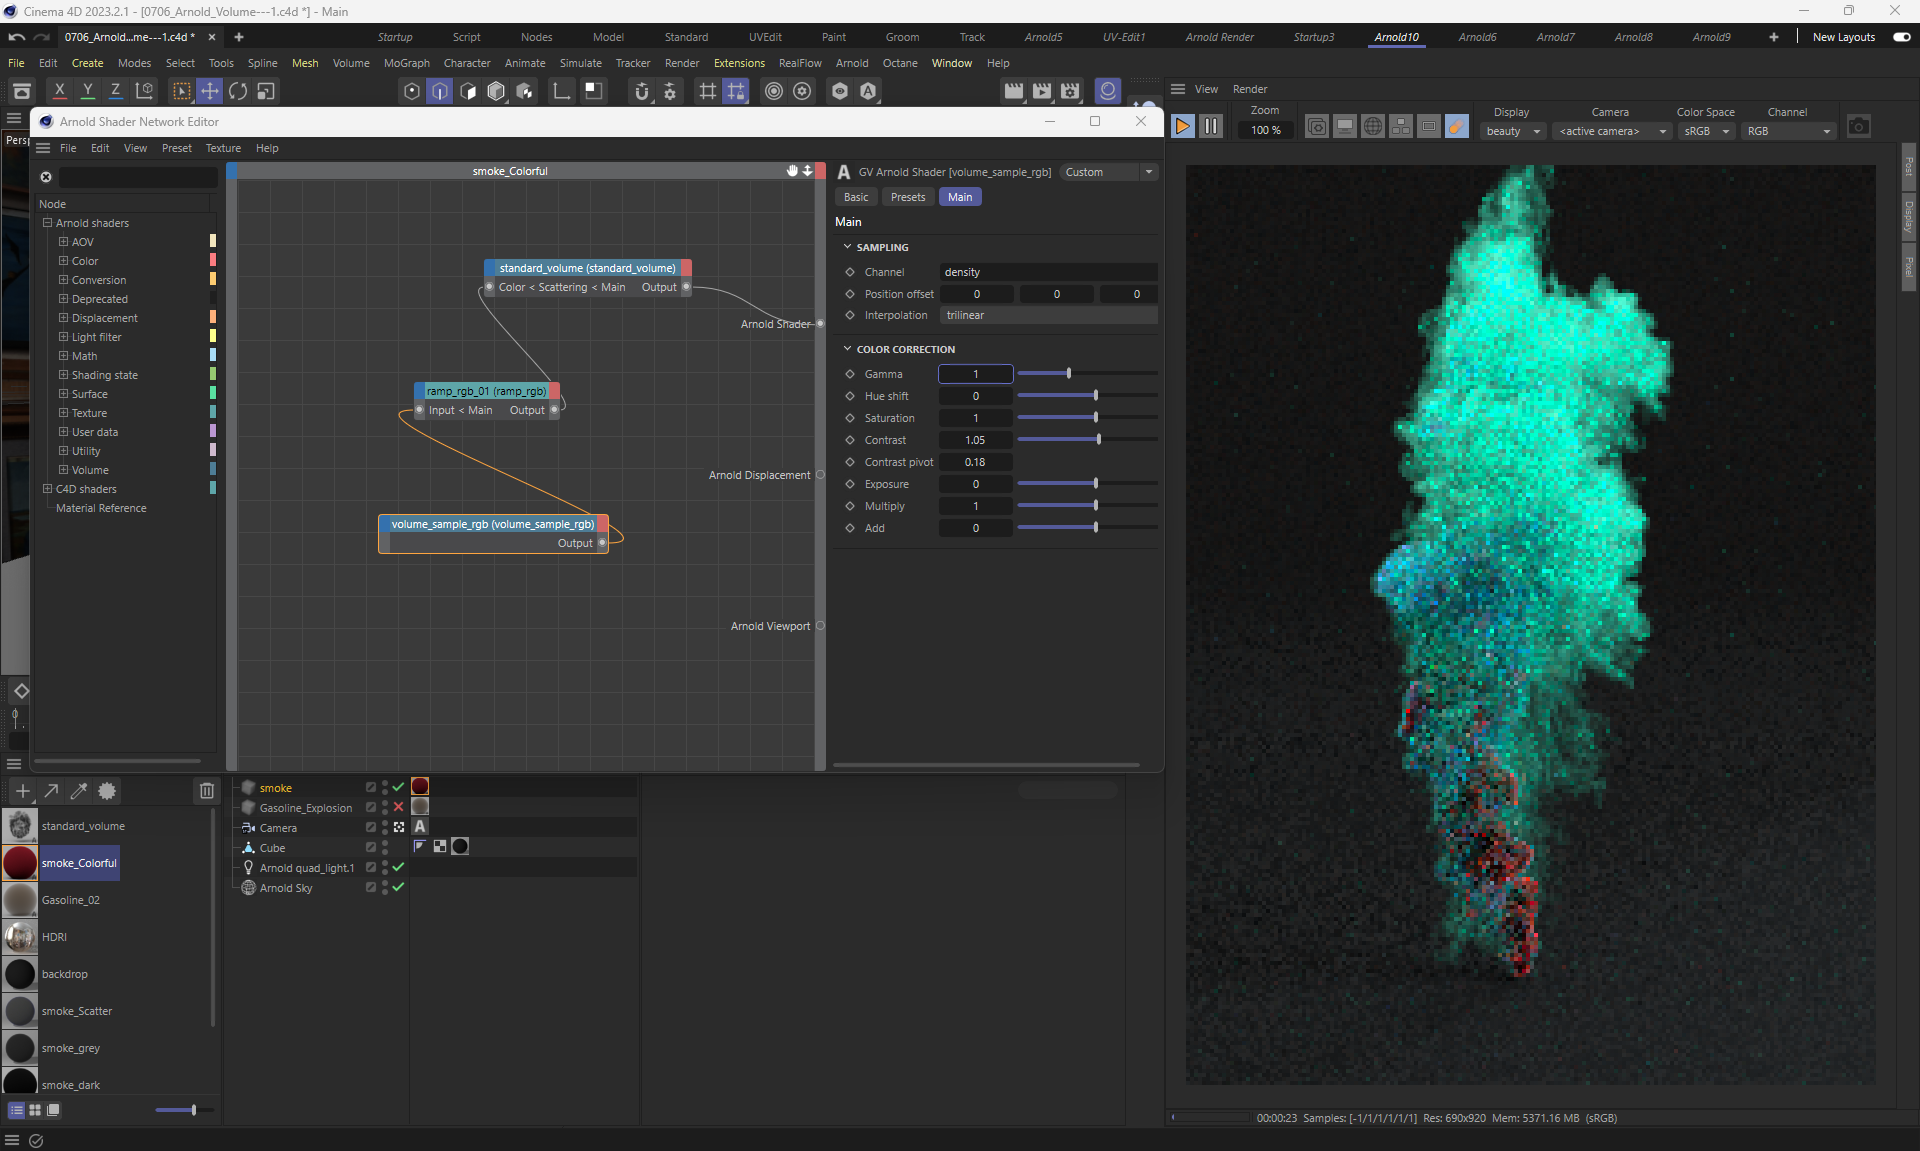 Cinema 4D 2023.2.1 - [0706_Arnold_Volume---1.c4d *] - Main
0706_Arnold...me---1.c4d *
Startup Script Nodes Model Standard UVEdit Paint Groom Track Arnold5 UV-Edit1 Arnold Render Startup3 Arnold10 Arnold6 Arnold7 Arnold8 Arnold9 New Layouts
File Edit Create Modes Select Tools Spline Mesh Volume MoGraph Character Animate Simulate Tracker Render Extensions RealFlow Arnold Octane Window Help
X Y Z
View Render
Zoom
100 %
Display
beauty
Camera
<active camera>
Color Space
sRGB
Channel
RGB
Post
Display
Pixel
Pers
Arnold Shader Network Editor
File Edit View Preset Texture Help
Node
Arnold shaders
AOV
Color
Conversion
Deprecated
Displacement
Light filter
Math
Shading state
Surface
Texture
User data
Utility
Volume
C4D shaders
Material Reference
smoke_Colorful
standard_volume (standard_volume)
Color < Scattering < Main Output
Arnold Shader
ramp_rgb_01 (ramp_rgb)
Input < Main Output
Arnold Displacement
volume_sample_rgb (volume_sample_rgb)
Output
Arnold Viewport
A GV Arnold Shader [volume_sample_rgb] Custom
Basic Presets Main
Main
SAMPLING
Channel density
Position offset 0 0 0
Interpolation trilinear
COLOR CORRECTION
Gamma 1
Hue shift 0
Saturation 1
Contrast 1.05
Contrast pivot 0.18
Exposure 0
Multiply 1
Add 0
0
standard_volume
smoke_Colorful
Gasoline_02
HDRI
backdrop
smoke_Scatter
smoke_grey
smoke_dark
smoke
Gasoline_Explosion
Camera A
Cube
Arnold quad_light.1
Arnold Sky
00:00:23 Samples: [-1/1/1/1/1/1] Res: 690x920 Mem: 5371.16 MB (sRGB)